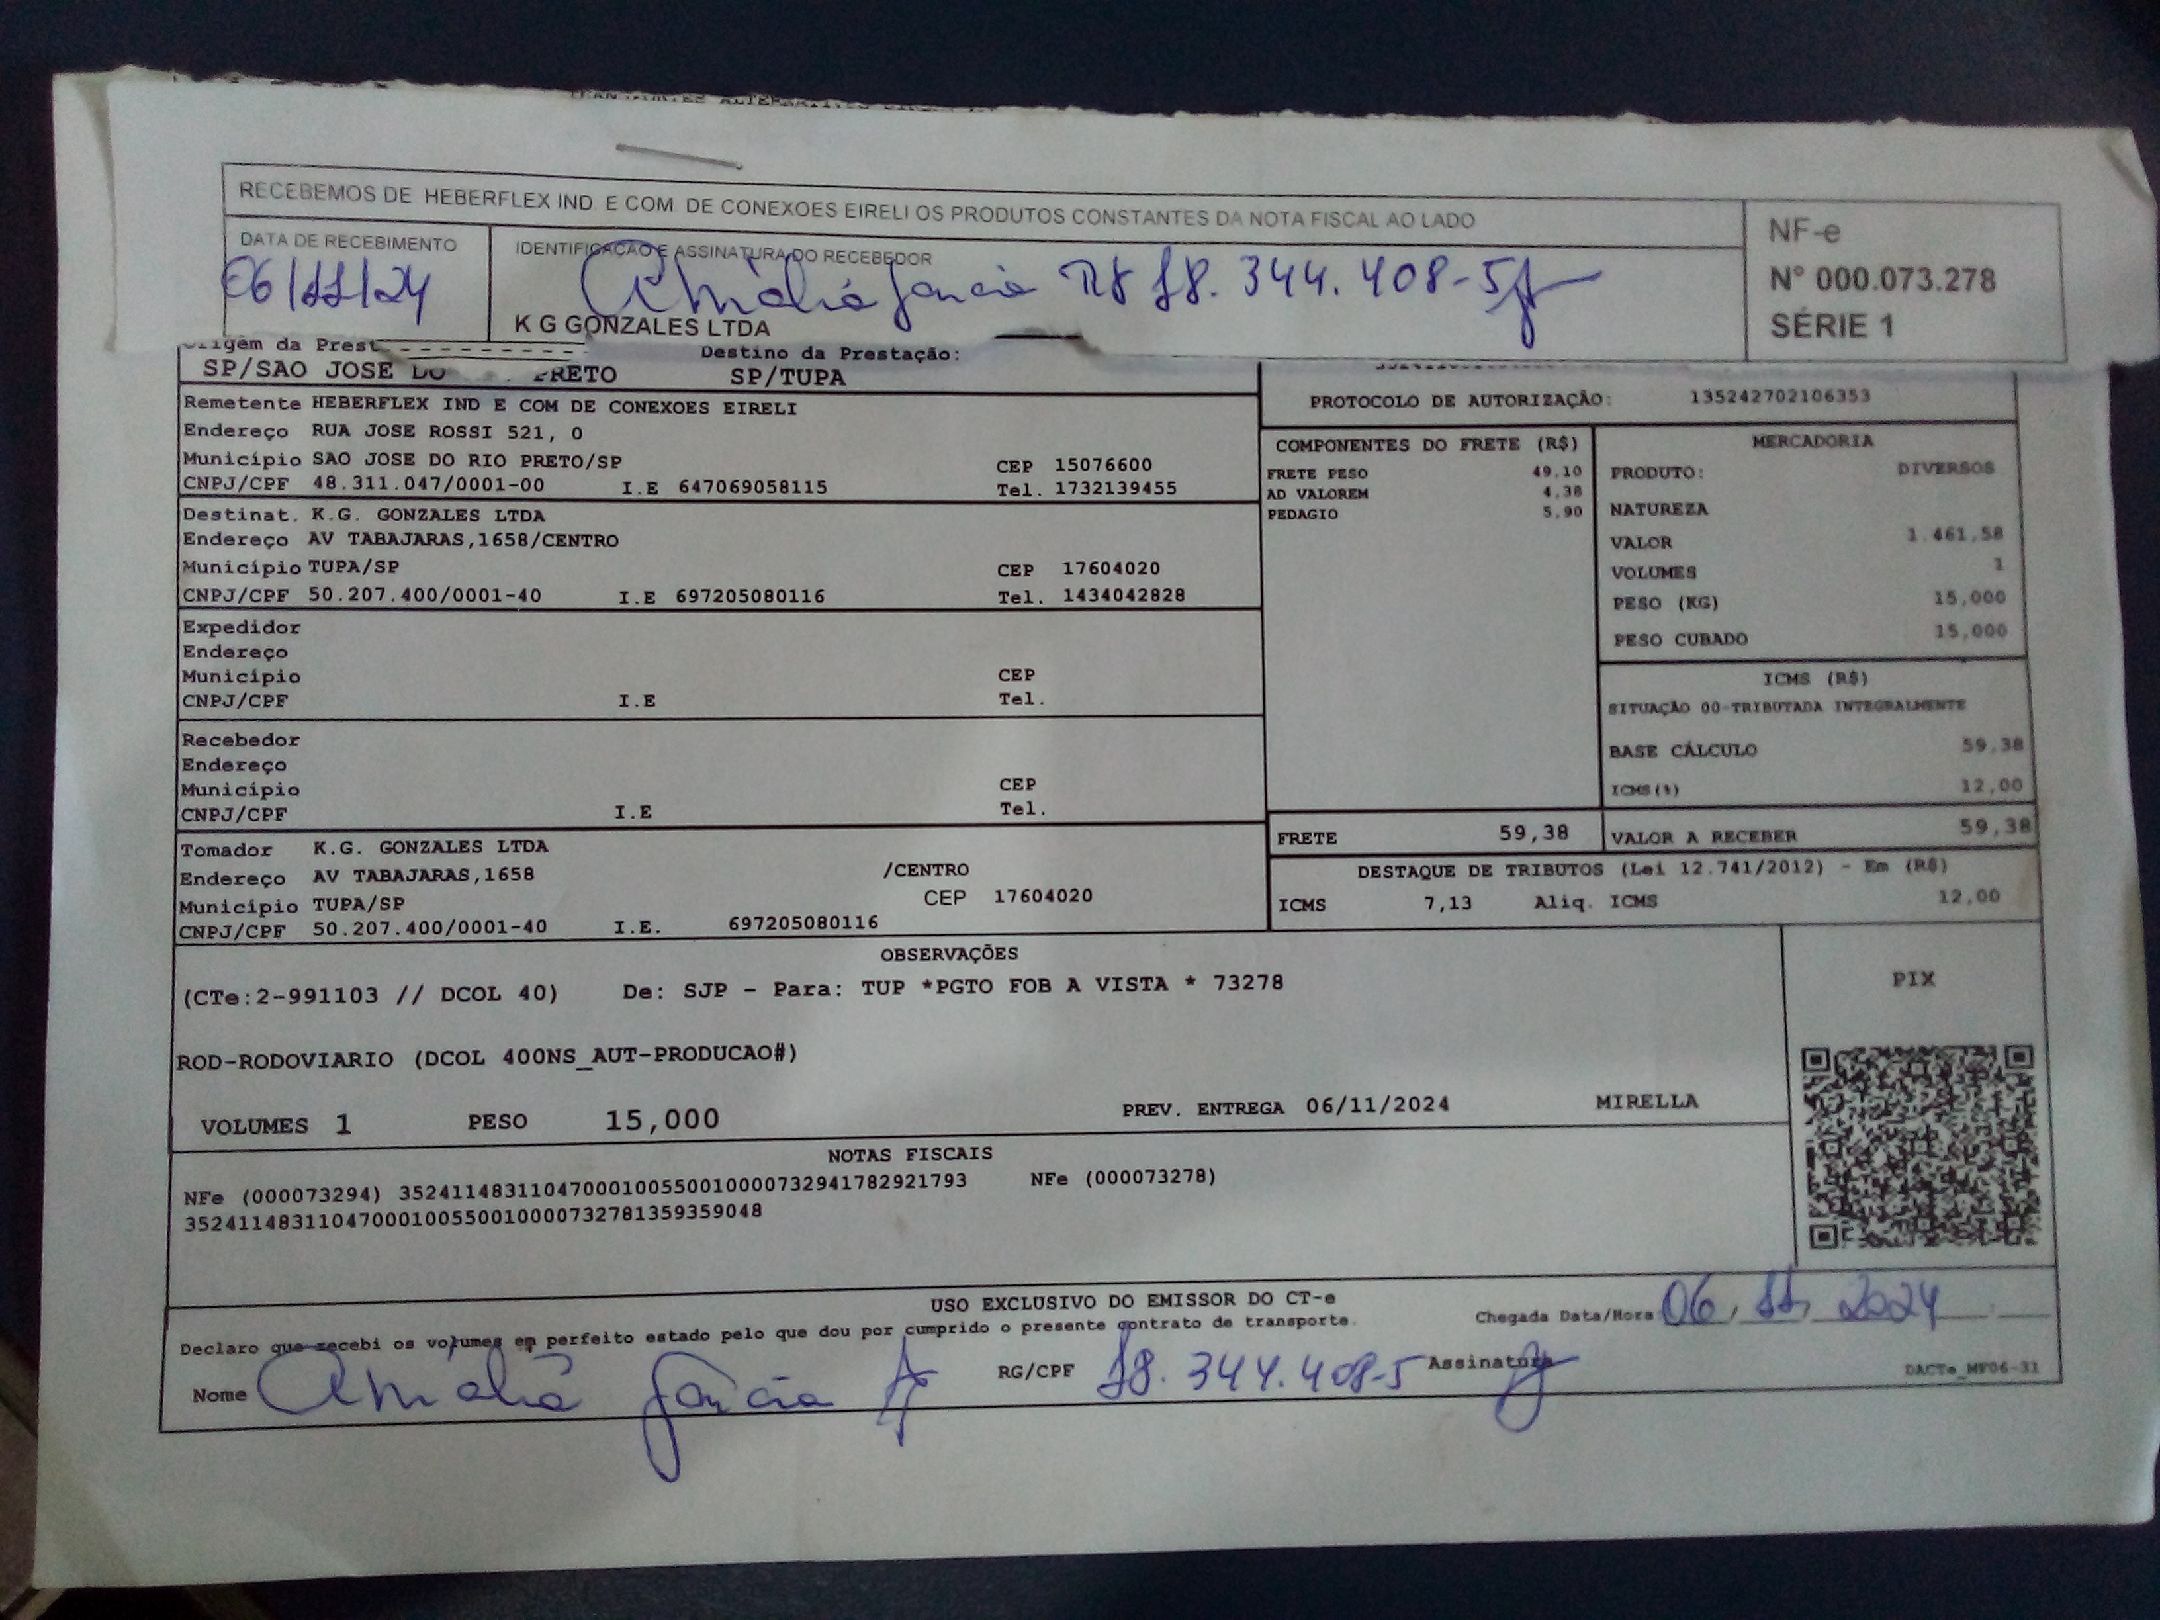 RECEBEMOS DE HEBERFLEX IND. E COM. DE CONEXOES EIRELI OS PRODUTOS CONSTANTES DA NOTA FISCAL AO LADO
NF-e
Nº 000.073.278
SÉRIE 1
DATA DE RECEBIMENTO
06/11/24
IDENTIFICAÇÃO E ASSINATURA DO RECEBEDOR
RG 18.344.408-5
K G GONZALES LTDA
Origem da Prest
Destino da Prestação:
SP/SAO JOSE DO PRETO SP/TUPA
Remetente HEBERFLEX IND E COM DE CONEXOES EIRELI
Endereço RUA JOSE ROSSI 521, 0
Município SAO JOSE DO RIO PRETO/SP CEP 15076600
CNPJ/CPF 48.311.047/0001-00 I.E 647069058115 Tel. 1732139455
Destinat. K.G. GONZALES LTDA
Endereço AV TABAJARAS,1658/CENTRO
Município TUPA/SP CEP 17604020
CNPJ/CPF 50.207.400/0001-40 I.E 697205080116 Tel. 1434042828
Expedidor
Endereço
Município CEP
CNPJ/CPF I.E Tel.
Recebedor
Endereço
Município CEP
CNPJ/CPF I.E Tel.
Tomador K.G. GONZALES LTDA
Endereço AV TABAJARAS,1658 /CENTRO
Município TUPA/SP CEP 17604020
CNPJ/CPF 50.207.400/0001-40 I.E. 697205080116
PROTOCOLO DE AUTORIZAÇÃO: 135242702106353
COMPONENTES DO FRETE (R$)
FRETE PESO 49,10
AD VALOREM 4,38
PEDAGIO 5,90
MERCADORIA
PRODUTO: DIVERSOS
NATUREZA
VALOR 1.461,58
VOLUMES 1
PESO (KG) 15,000
PESO CUBADO 15,000
ICMS (R$)
SITUAÇÃO 00-TRIBUTADA INTEGRALMENTE
BASE CÁLCULO 59,38
ICMS(%) 12,00
FRETE 59,38
VALOR A RECEBER 59,38
DESTAQUE DE TRIBUTOS (Lei 12.741/2012) - Em (R$)
ICMS 7,13 Aliq. ICMS 12,00
OBSERVAÇÕES
(CTe:2-991103 // DCOL 40) De: SJP - Para: TUP *PGTO FOB A VISTA * 73278
ROD-RODOVIARIO (DCOL 400NS_AUT-PRODUCAO#)
VOLUMES 1 PESO 15,000 PREV. ENTREGA 06/11/2024 MIRELLA
PIX
NOTAS FISCAIS
NFe (000073294) 35241148311047000100550010000732941782921793 NFe (000073278)
35241148311047000100550010000732781359359048
USO EXCLUSIVO DO EMISSOR DO CT-e
Declaro que recebi os volumes em perfeito estado pelo que dou por cumprido o presente contrato de transporte.
Chegada Data/Hora 06, 11, 2024
Nome
RG/CPF 18.344.408-5 Assinatura
DACTe_MF06-31